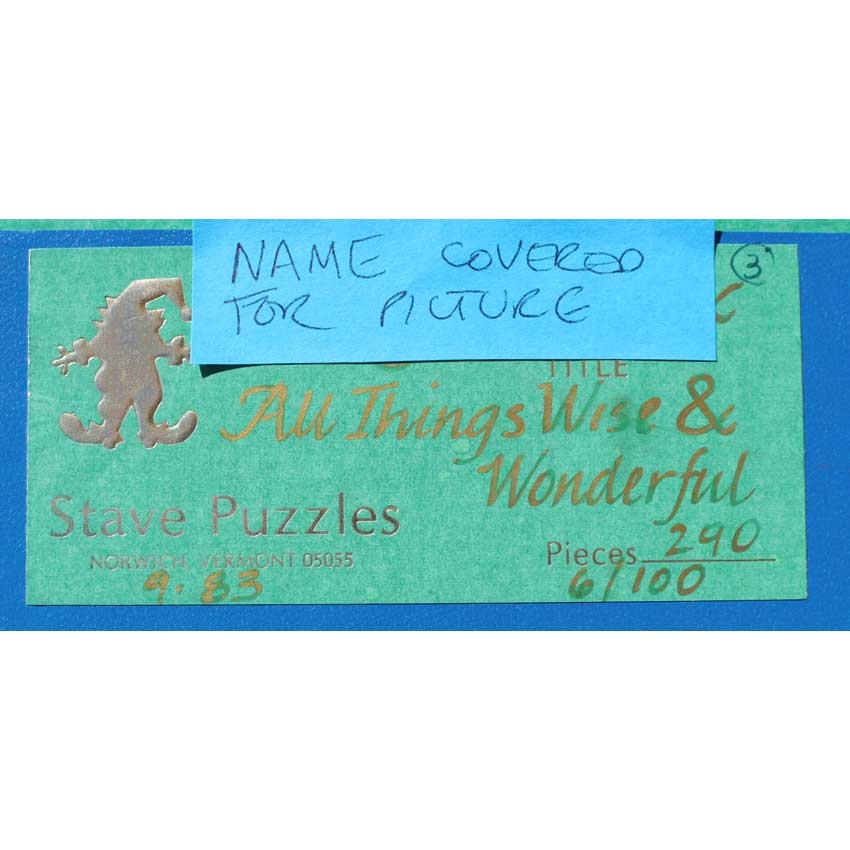 NAME COVERED
FOR PICTURE
3
TITLE
All Things Wise &
Wonderful
Stave Puzzles
NORWICH, VERMONT 05055
Pieces 290
9.83
6/100